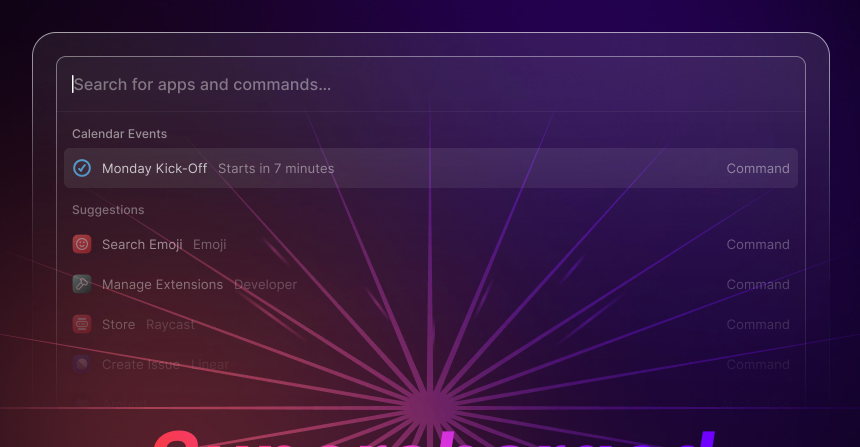 Search for apps and commands...
Calendar Events
Monday Kick-Off Starts in 7 minutes Command
Suggestions
Search Emoji Emoji Command
Manage Extensions Developer Command
Store Raycast Command
Create Issue Linear Command